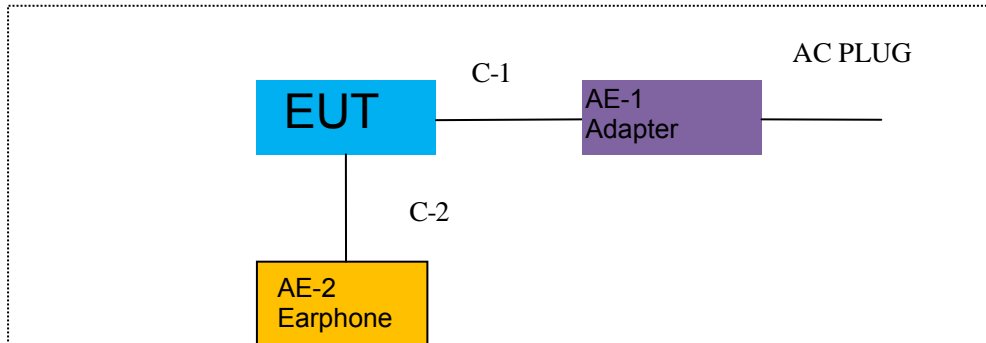 AC PLUG
C-1
EUT
AE-1
Adapter
C-2
AE-2
Earphone